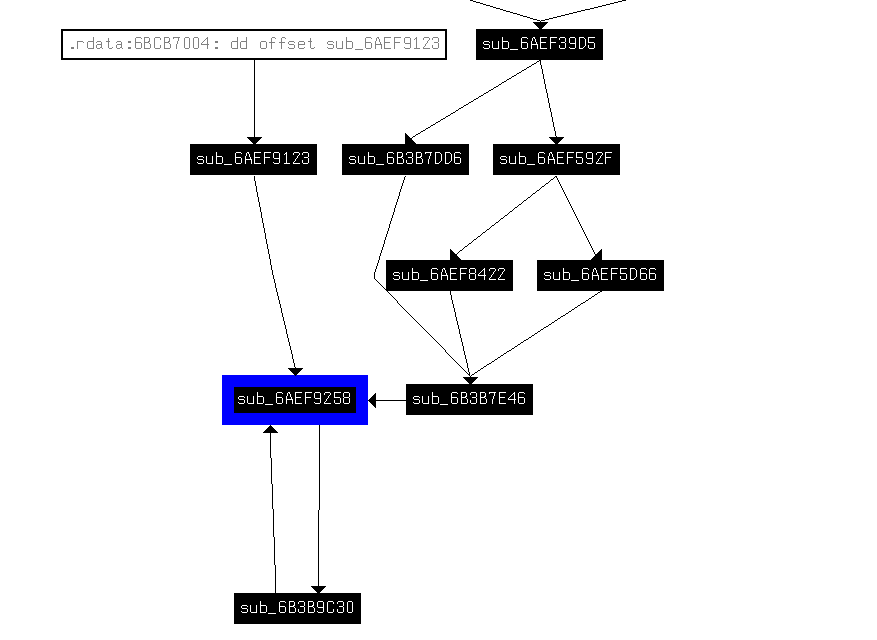 .rdata:6BCB7004: dd offset sub_6AEF9123
sub_6AEF39D5
sub_6AEF9123
sub_6B3B7DD6
sub_6AEF592F
sub_6AEF8422
sub_6AEF5D66
sub_6AEF9258
sub_6B3B7E46
sub_6B3B9C30